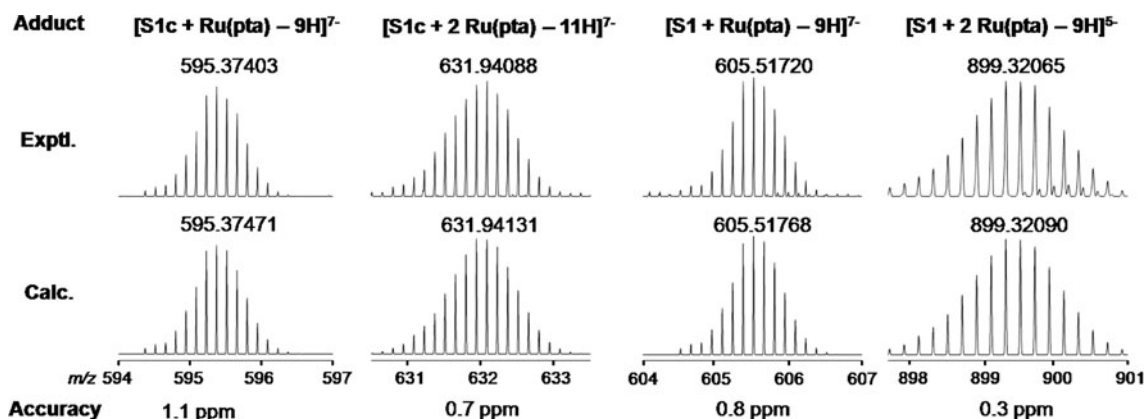 Adduct [S1c + Ru(pta) – 9H]⁷⁻ [S1c + 2 Ru(pta) – 11H]⁷⁻ [S1 + Ru(pta) – 9H]⁷⁻ [S1 + 2 Ru(pta) – 9H]⁵⁻
595.37403 631.94088 605.51720 899.32065
Exptl.
595.37471 631.94131 605.51768 899.32090
Calc.
m/z 594 595 596 597 631 632 633 604 605 606 607 898 899 900 901
Accuracy 1.1 ppm 0.7 ppm 0.8 ppm 0.3 ppm